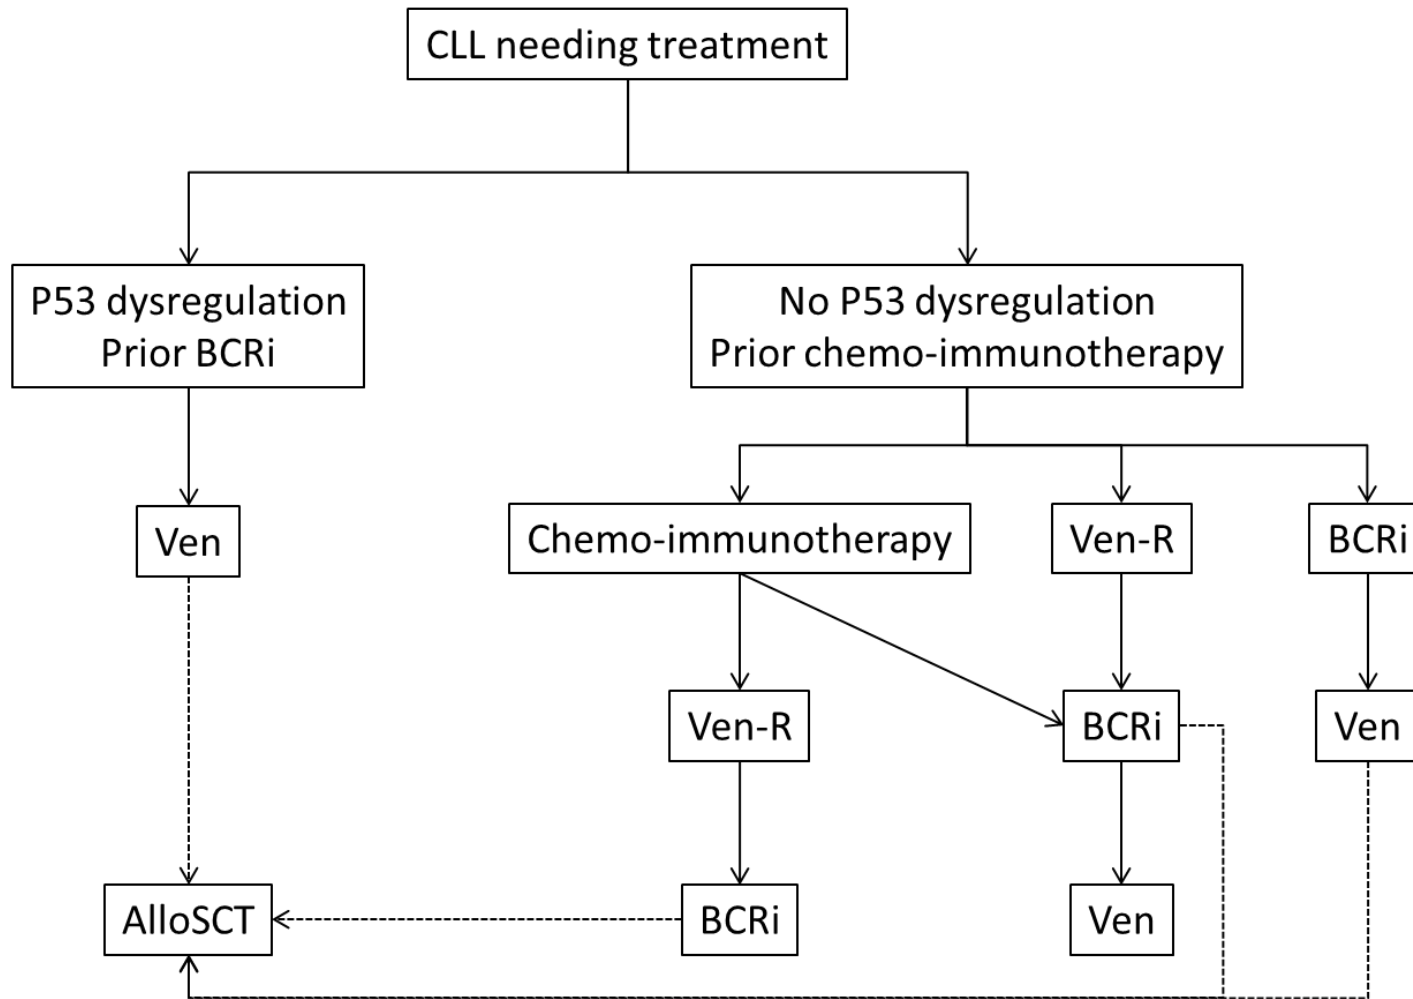 CLL needing treatment
P53 dysregulation
Prior BCRi
No P53 dysregulation
Prior chemo-immunotherapy
Ven
Chemo-immunotherapy
Ven-R
BCRi
Ven-R
BCRi
Ven
AlloSCT
BCRi
Ven